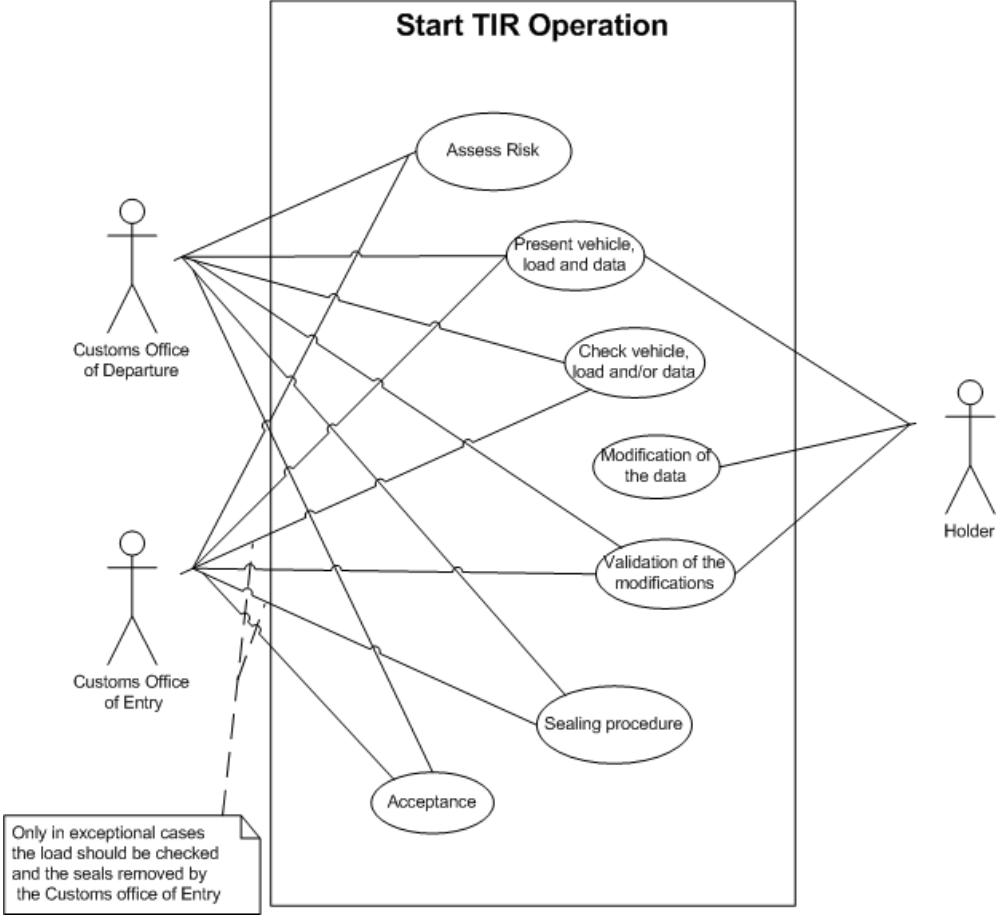 Start TIR Operation
Assess Risk
Present vehicle,
load and data
Customs Office
of Departure
Check vehicle,
load and/or data
Modification of
the data
Holder
Validation of the
modifications
Customs Office
of Entry
Sealing procedure
Acceptance
Only in exceptional cases
the load should be checked
and the seals removed by
the Customs office of Entry